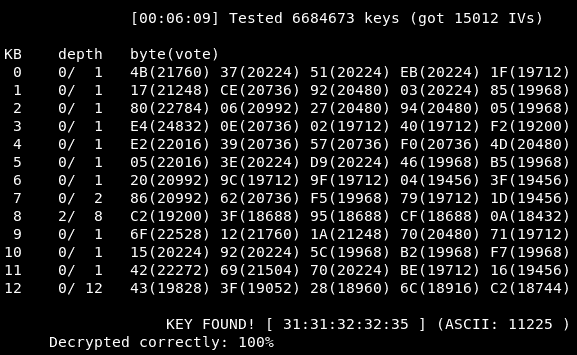 [00:06:09] Tested 6684673 keys (got 15012 IVs)
KB depth byte(vote)
0 0/ 1 4B(21760) 37(20224) 51(20224) EB(20224) 1F(19712)
1 0/ 1 17(21248) CE(20736) 92(20480) 03(20224) 85(19968)
2 0/ 1 80(22784) 06(20992) 27(20480) 94(20480) 05(19968)
3 0/ 1 E4(24832) 0E(20736) 02(19712) 40(19712) F2(19200)
4 0/ 1 E2(22016) 39(20736) 57(20736) F0(20736) 4D(20480)
5 0/ 1 05(22016) 3E(20224) D9(20224) 46(19968) B5(19968)
6 0/ 1 20(20992) 9C(19712) 9F(19712) 04(19456) 3F(19456)
7 0/ 2 86(20992) 62(20736) F5(19968) 79(19712) 1D(19456)
8 2/ 8 C2(19200) 3F(18688) 95(18688) CF(18688) 0A(18432)
9 0/ 1 6F(22528) 12(21760) 1A(21248) 70(20480) 71(19712)
10 0/ 1 15(20224) 92(20224) 5C(19968) B2(19968) F7(19968)
11 0/ 1 42(22272) 69(21504) 70(20224) BE(19712) 16(19456)
12 0/ 12 43(19828) 3F(19052) 28(18960) 6C(18916) C2(18744)
KEY FOUND! [ 31:31:32:32:35 ] (ASCII: 11225 )
Decrypted correctly: 100%